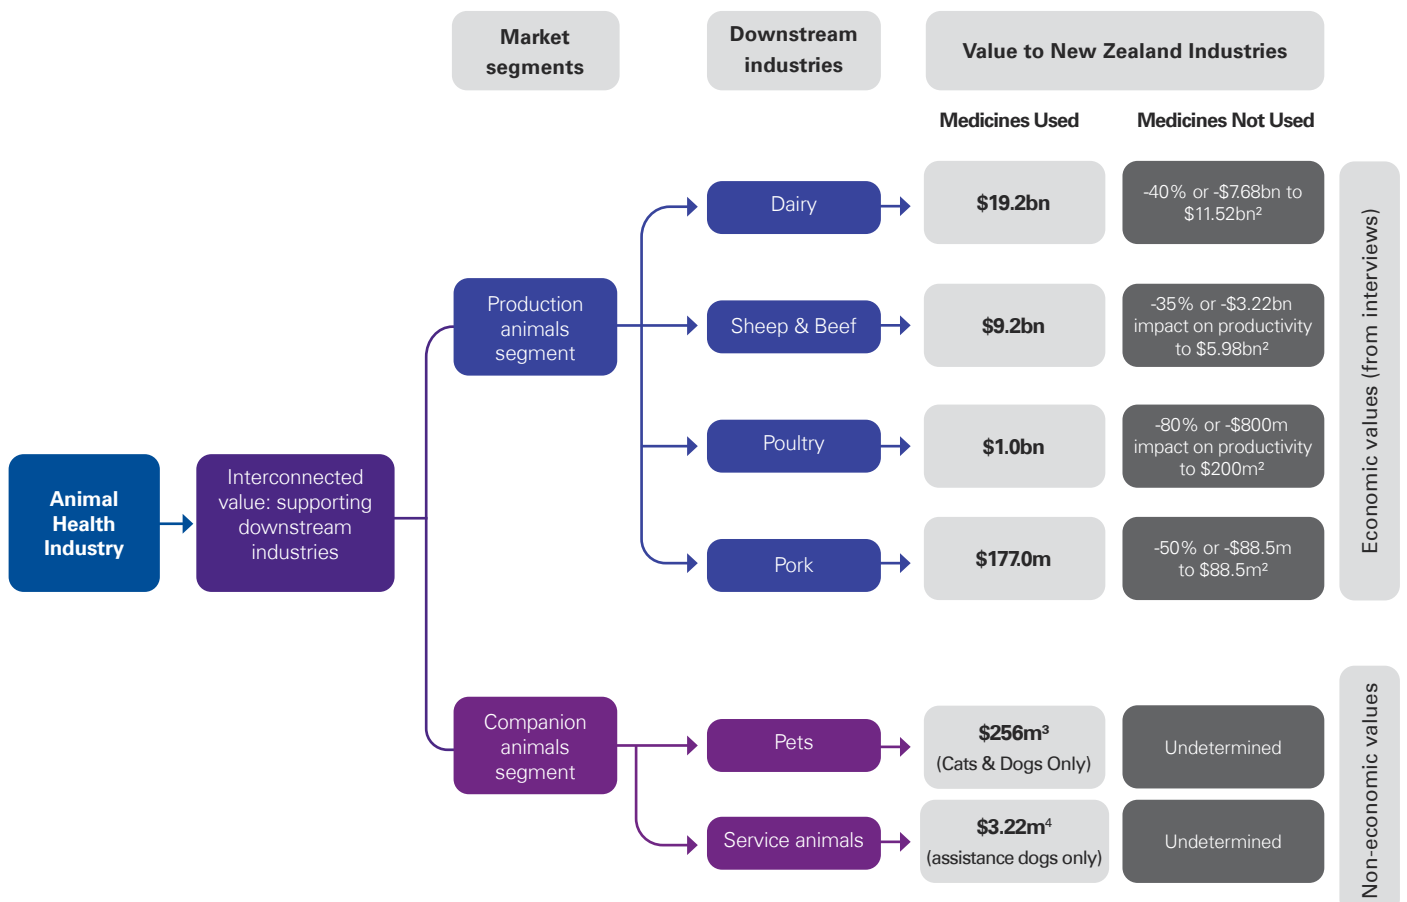 Market
segments
Downstream
industries
Value to New Zealand Industries
Medicines Used
Medicines Not Used
Dairy
$19.2bn
-40% or -$7.68bn to
$11.52bn²
Production
animals
segment
Sheep & Beef
$9.2bn
-35% or -$3.22bn
impact on productivity
to $5.98bn²
Poultry
$1.0bn
-80% or -$800m
impact on productivity
to $200m²
Pork
$177.0m
-50% or -$88.5m
to $88.5m²
Economic values (from interviews)
Animal
Health
Industry
Interconnected
value: supporting
downstream
industries
Companion
animals
segment
Pets
$256m³
(Cats & Dogs Only)
Undetermined
Service animals
$3.22m⁴
(assistance dogs only)
Undetermined
Non-economic values